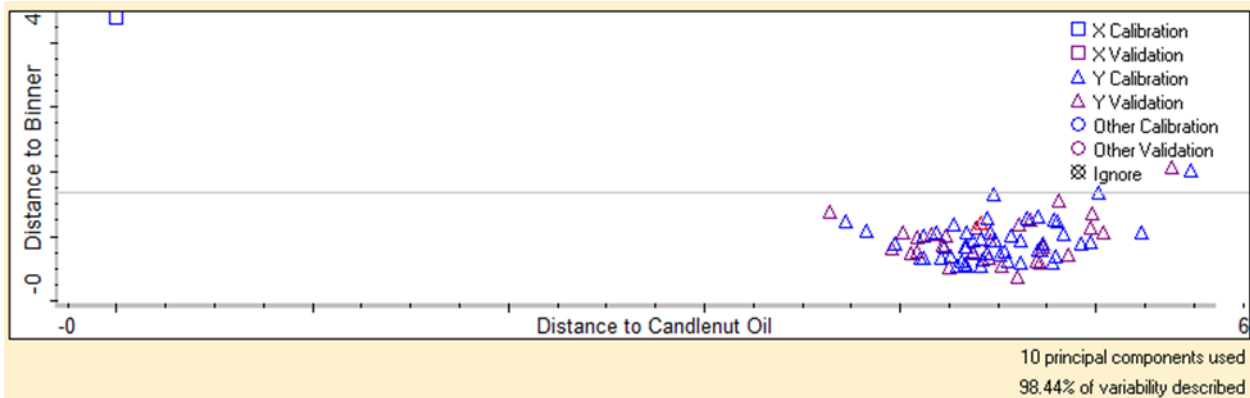 4
Distance to Binner
-0
X Calibration
X Validation
Y Calibration
Y Validation
Other Calibration
Other Validation
Ignore
-0
Distance to Candlenut Oil
6
10 principal components used
98.44% of variability described